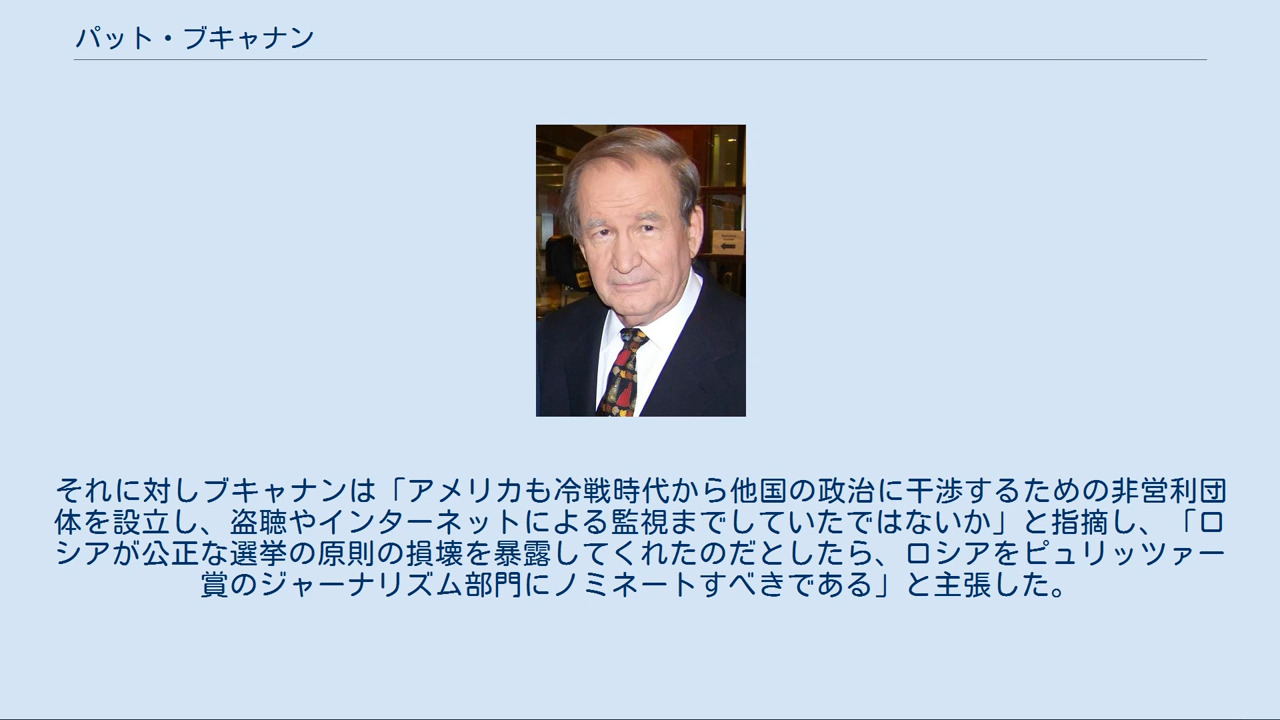 パット・ブキャナン
それに対しブキャナンは「アメリカも冷戦時代から他国の政治に干渉するための非営利団
体を設立し、盗聴やインターネットによる監視までしていたではないか」と指摘し、「ロ
シアが公正な選挙の原則の損壊を暴露してくれたのだとしたら、ロシアをピュリッツァー
賞のジャーナリズム部門にノミネートすべきである」と主張した。